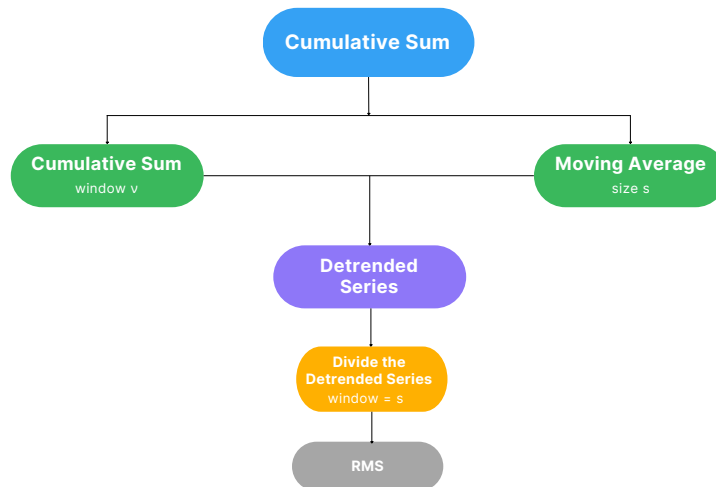 Cumulative Sum
Cumulative Sum
window ν
Moving Average
size s
Detrended
Series
Divide the
Detrended Series
window = s
RMS